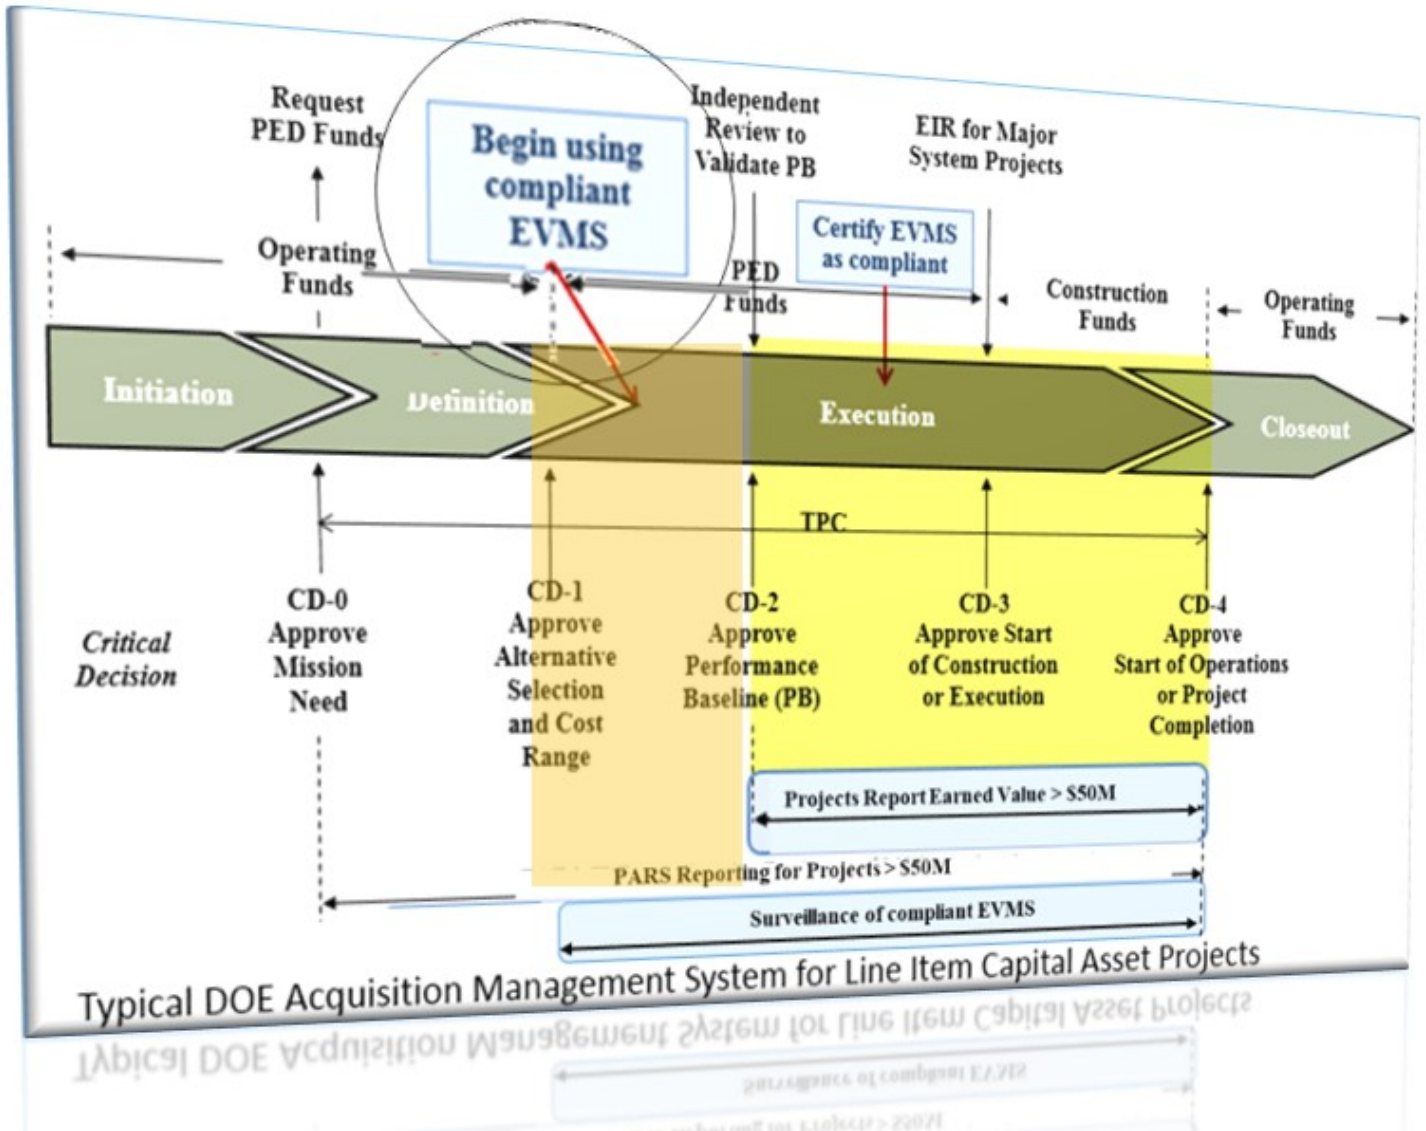 Request
PED Funds
Begin using
compliant
EVMS
Independent
Review to
Validate PB
EIR for Major
System Projects
Certify EVMS
as compliant
Operating
Funds
PED
Funds
Construction
Funds
Operating
Funds
Initiation
Definition
Execution
Closeout
TPC
Critical
Decision
CD-0
Approve
Mission
Need
CD-1
Approve
Alternative
Selection
and Cost
Range
CD-2
Approve
Performance
Baseline (PB)
CD-3
Approve Start
of Construction
or Execution
CD-4
Approve
Start of Operations
or Project
Completion
Projects Report Earned Value > $50M
PARS Reporting for Projects > $50M
Surveillance of compliant EVMS
Typical DOE Acquisition Management System for Line Item Capital Asset Projects